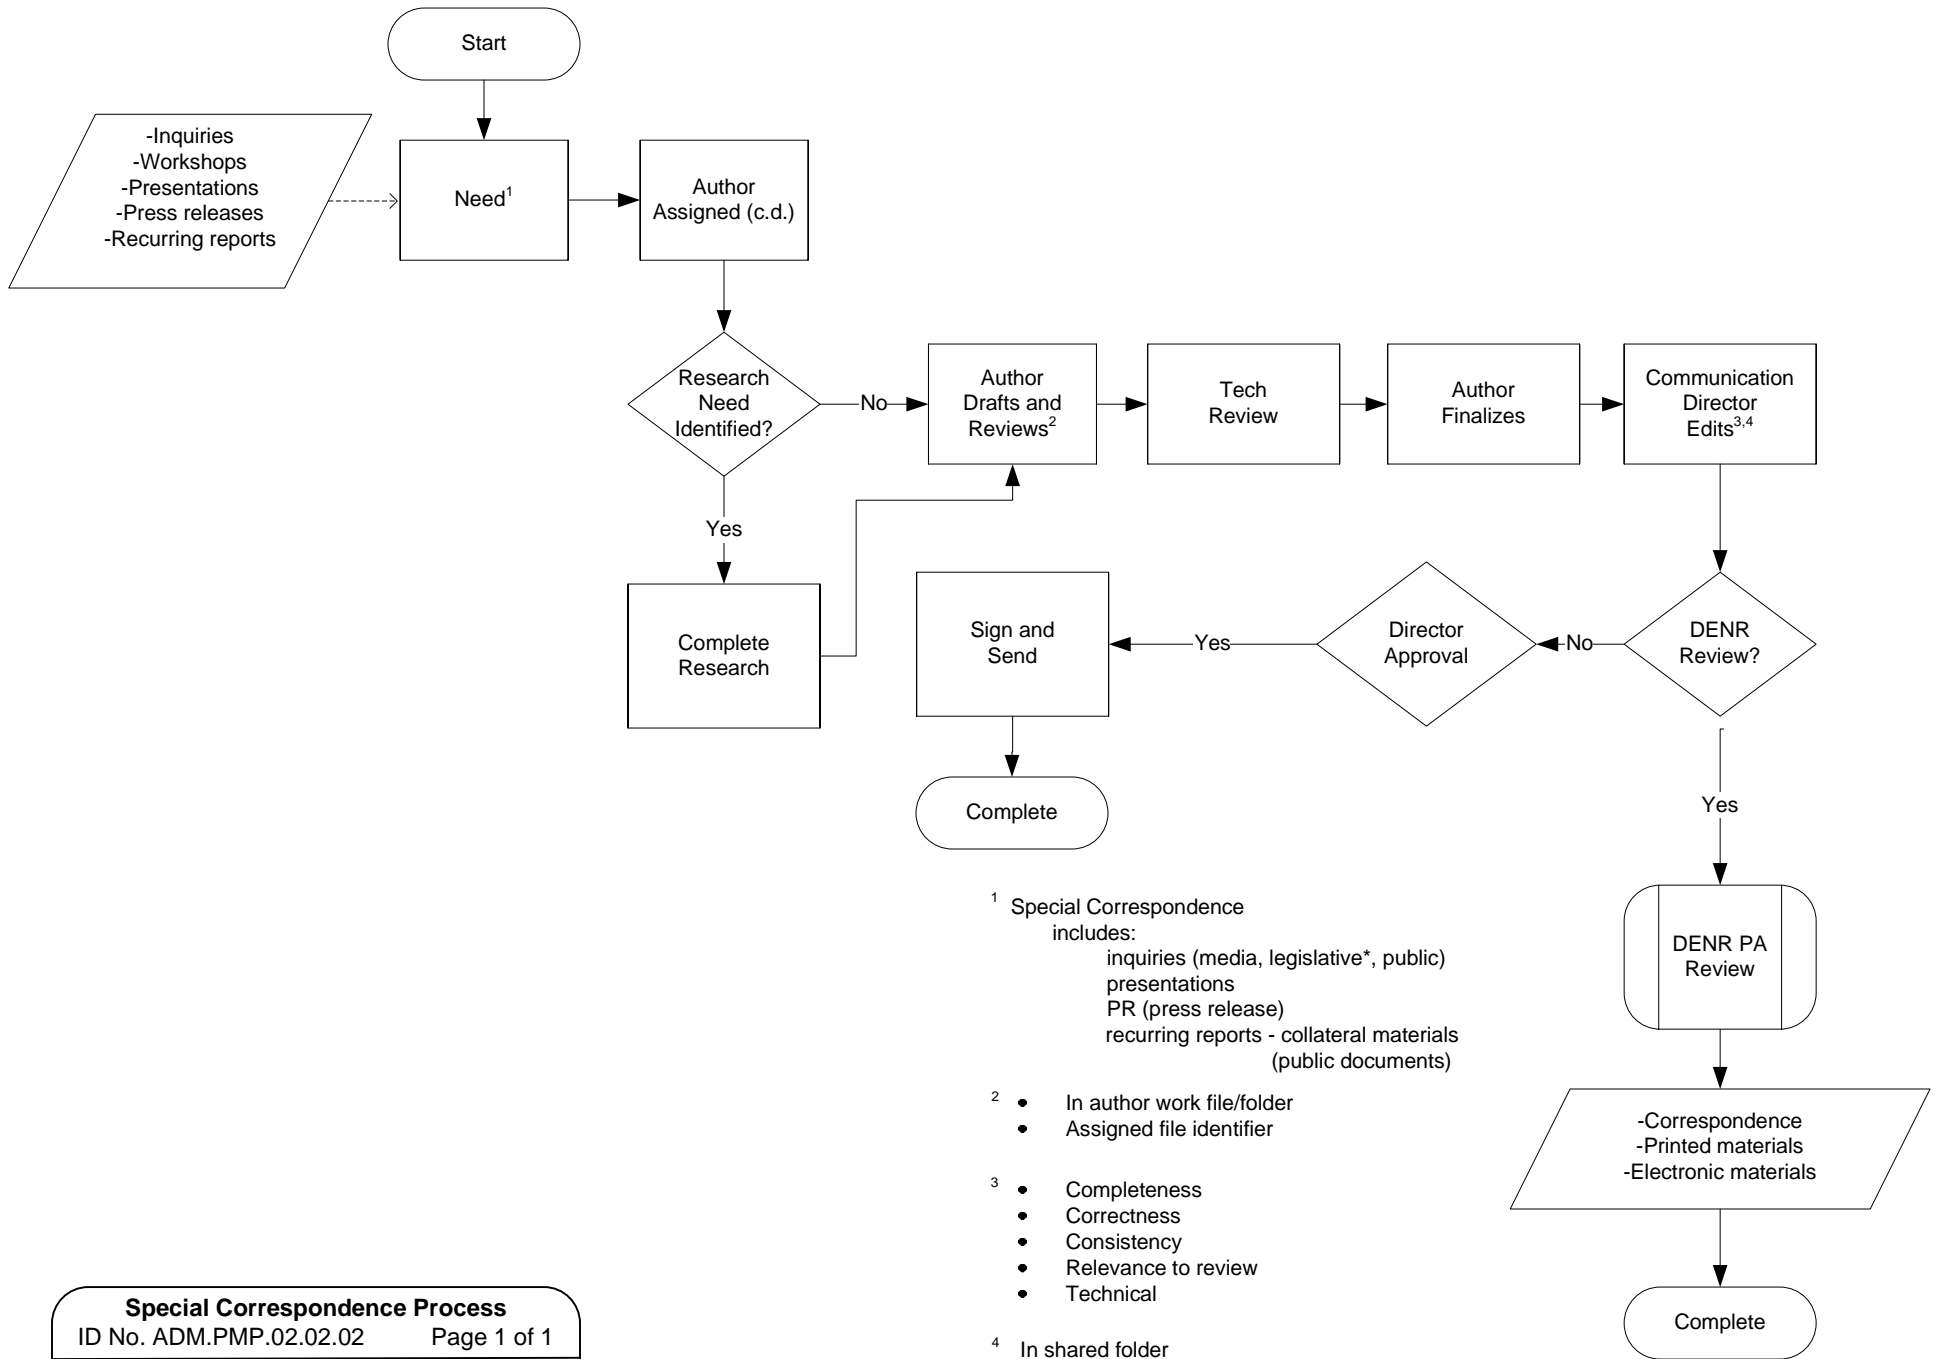 Start
-Inquiries
-Workshops
-Presentations
-Press releases
-Recurring reports
Need1
Author
Assigned (c.d.)
Research
Need
Identified?
No
Author
Drafts and
Reviews2
Tech
Review
Author
Finalizes
Communication
Director
Edits3,4
Yes
Complete
Research
Sign and
Send
Yes
Director
Approval
No
DENR
Review?
Complete
Yes
DENR PA
Review
-Correspondence
-Printed materials
-Electronic materials
Complete
1 Special Correspondence
includes:
inquiries (media, legislative*, public)
presentations
PR (press release)
recurring reports - collateral materials
(public documents)
2 • In author work file/folder
• Assigned file identifier
3 • Completeness
• Correctness
• Consistency
• Relevance to review
• Technical
4 In shared folder
Special Correspondence Process
ID No. ADM.PMP.02.02.02 Page 1 of 1